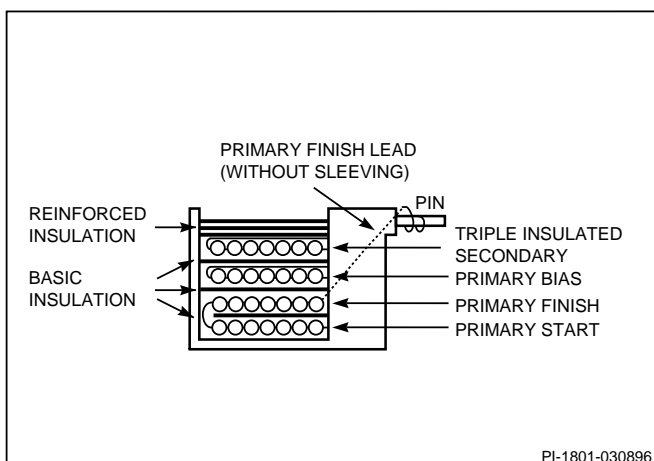 PRIMARY FINISH LEAD
(WITHOUT SLEEVING)
PIN
REINFORCED
INSULATION
TRIPLE INSULATED
SECONDARY
BASIC
INSULATION
PRIMARY BIAS
PRIMARY FINISH
PRIMARY START
PI-1801-030896